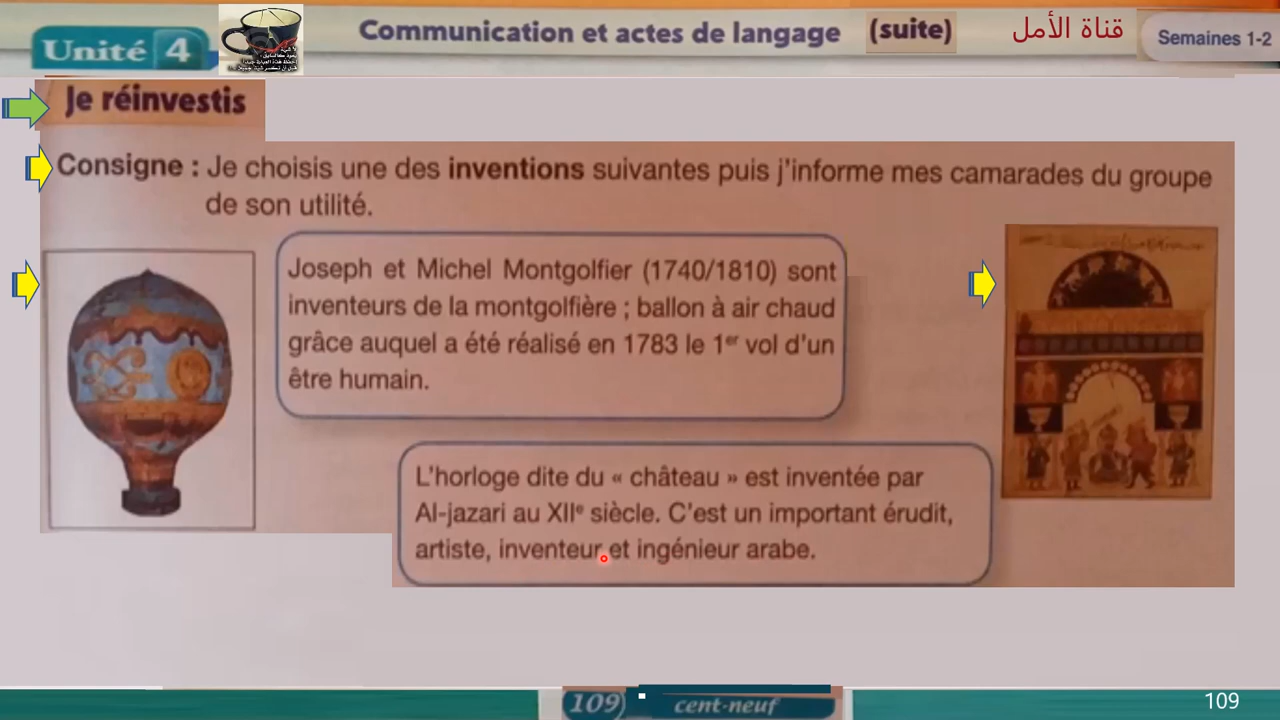 Unité 4
Communication et actes de langage
(suite)
قناة الأمل
Semaines 1-2
Je réinvestis
Consigne : Je choisis une des inventions suivantes puis j'informe mes camarades du groupe
de son utilité.
Joseph et Michel Montgolfier (1740/1810) sont
inventeurs de la montgolfière ; ballon à air chaud
grâce auquel a été réalisé en 1783 le 1er vol d'un
être humain.
L'horloge dite du « château » est inventée par
Al-jazari au XIIe siècle. C'est un important érudit,
artiste, inventeur et ingénieur arabe.
109
cent-neuf
109